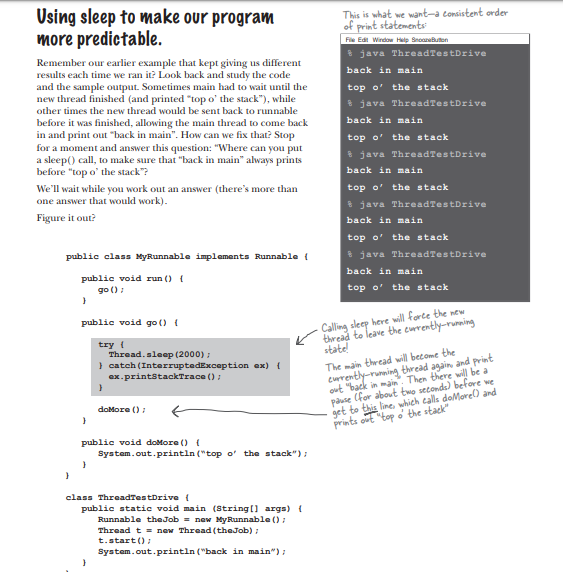 Using sleep to make our program
more predictable.
Remember our earlier example that kept giving us different
results each time we ran it? Look back and study the code
and the sample output. Sometimes main had to wait until the
new thread finished (and printed “top o’ the stack”), while
other times the new thread would be sent back to runnable
before it was finished, allowing the main thread to come back
in and print out “back in main”. How can we fix that? Stop
for a moment and answer this question: “Where can you put
a sleep() call, to make sure that “back in main” always prints
before “top o’ the stack”?
We’ll wait while you work out an answer (there’s more than
one answer that would work).
Figure it out?
This is what we want—a consistent order
of print statements:
File Edit Window Help SnoozeButton
% java ThreadTestDrive
back in main
top o’ the stack
% java ThreadTestDrive
back in main
top o’ the stack
% java ThreadTestDrive
back in main
top o’ the stack
% java ThreadTestDrive
back in main
top o’ the stack
% java ThreadTestDrive
back in main
top o’ the stack
public class MyRunnable implements Runnable {
public void run() {
go();
}
public void go() {
try {
Thread.sleep(2000);
} catch(InterruptedException ex) {
ex.printStackTrace();
}
doMore();
}
public void doMore() {
System.out.println(“top o’ the stack”);
}
}
class ThreadTestDrive {
public static void main (String[] args) {
Runnable theJob = new MyRunnable();
Thread t = new Thread(theJob);
t.start();
System.out.println(“back in main”);
}
Calling sleep here will force the new
thread to leave the currently-running
state!
The main thread will become the
currently-running thread again, and print
out “back in main”. Then there will be a
pause (for about two seconds) before we
get to this line, which calls doMore() and
prints out “top o’ the stack”